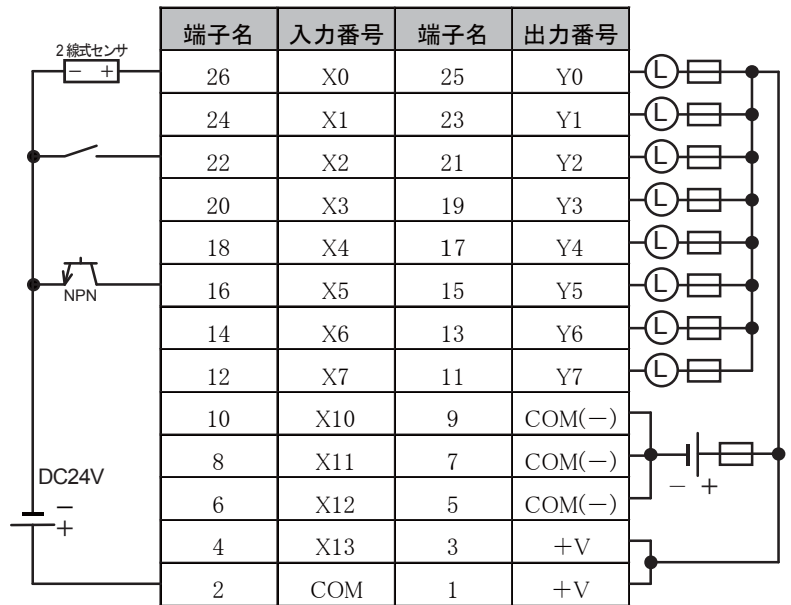 端子名 入力番号 端子名 出力番号
2線式センサ
− +
26 X0 25 Y0 L
24 X1 23 Y1 L
22 X2 21 Y2 L
20 X3 19 Y3 L
18 X4 17 Y4 L
NPN
16 X5 15 Y5 L
14 X6 13 Y6 L
12 X7 11 Y7 L
10 X10 9 COM(−)
8 X11 7 COM(−)
− +
DC24V
6 X12 5 COM(−)
−
+
4 X13 3 +V
2 COM 1 +V